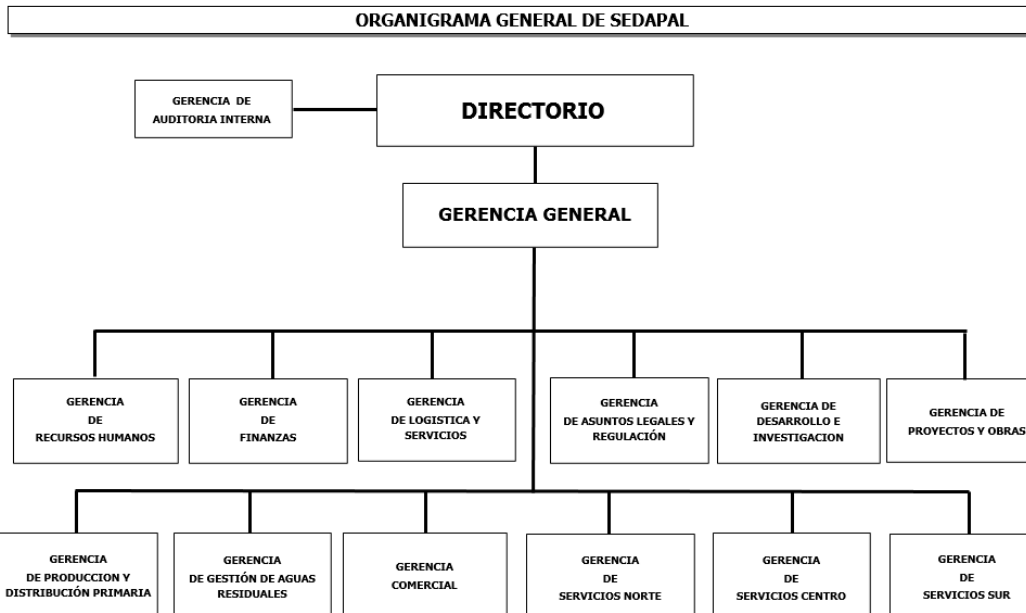 ORGANIGRAMA GENERAL DE SEDAPAL
GERENCIA DE
AUDITORIA INTERNA
DIRECTORIO
GERENCIA GENERAL
GERENCIA
DE
RECURSOS HUMANOS
GERENCIA
DE
FINANZAS
GERENCIA
DE LOGISTICA Y
SERVICIOS
GERENCIA
DE ASUNTOS LEGALES Y
REGULACIÓN
GERENCIA DE
DESARROLLO E
INVESTIGACION
GERENCIA DE
PROYECTOS Y OBRAS
GERENCIA
DE PRODUCCION Y
DISTRIBUCIÓN PRIMARIA
GERENCIA
DE GESTIÓN DE AGUAS
RESIDUALES
GERENCIA
COMERCIAL
GERENCIA
DE
SERVICIOS NORTE
GERENCIA
DE
SERVICIOS CENTRO
GERENCIA
DE
SERVICIOS SUR